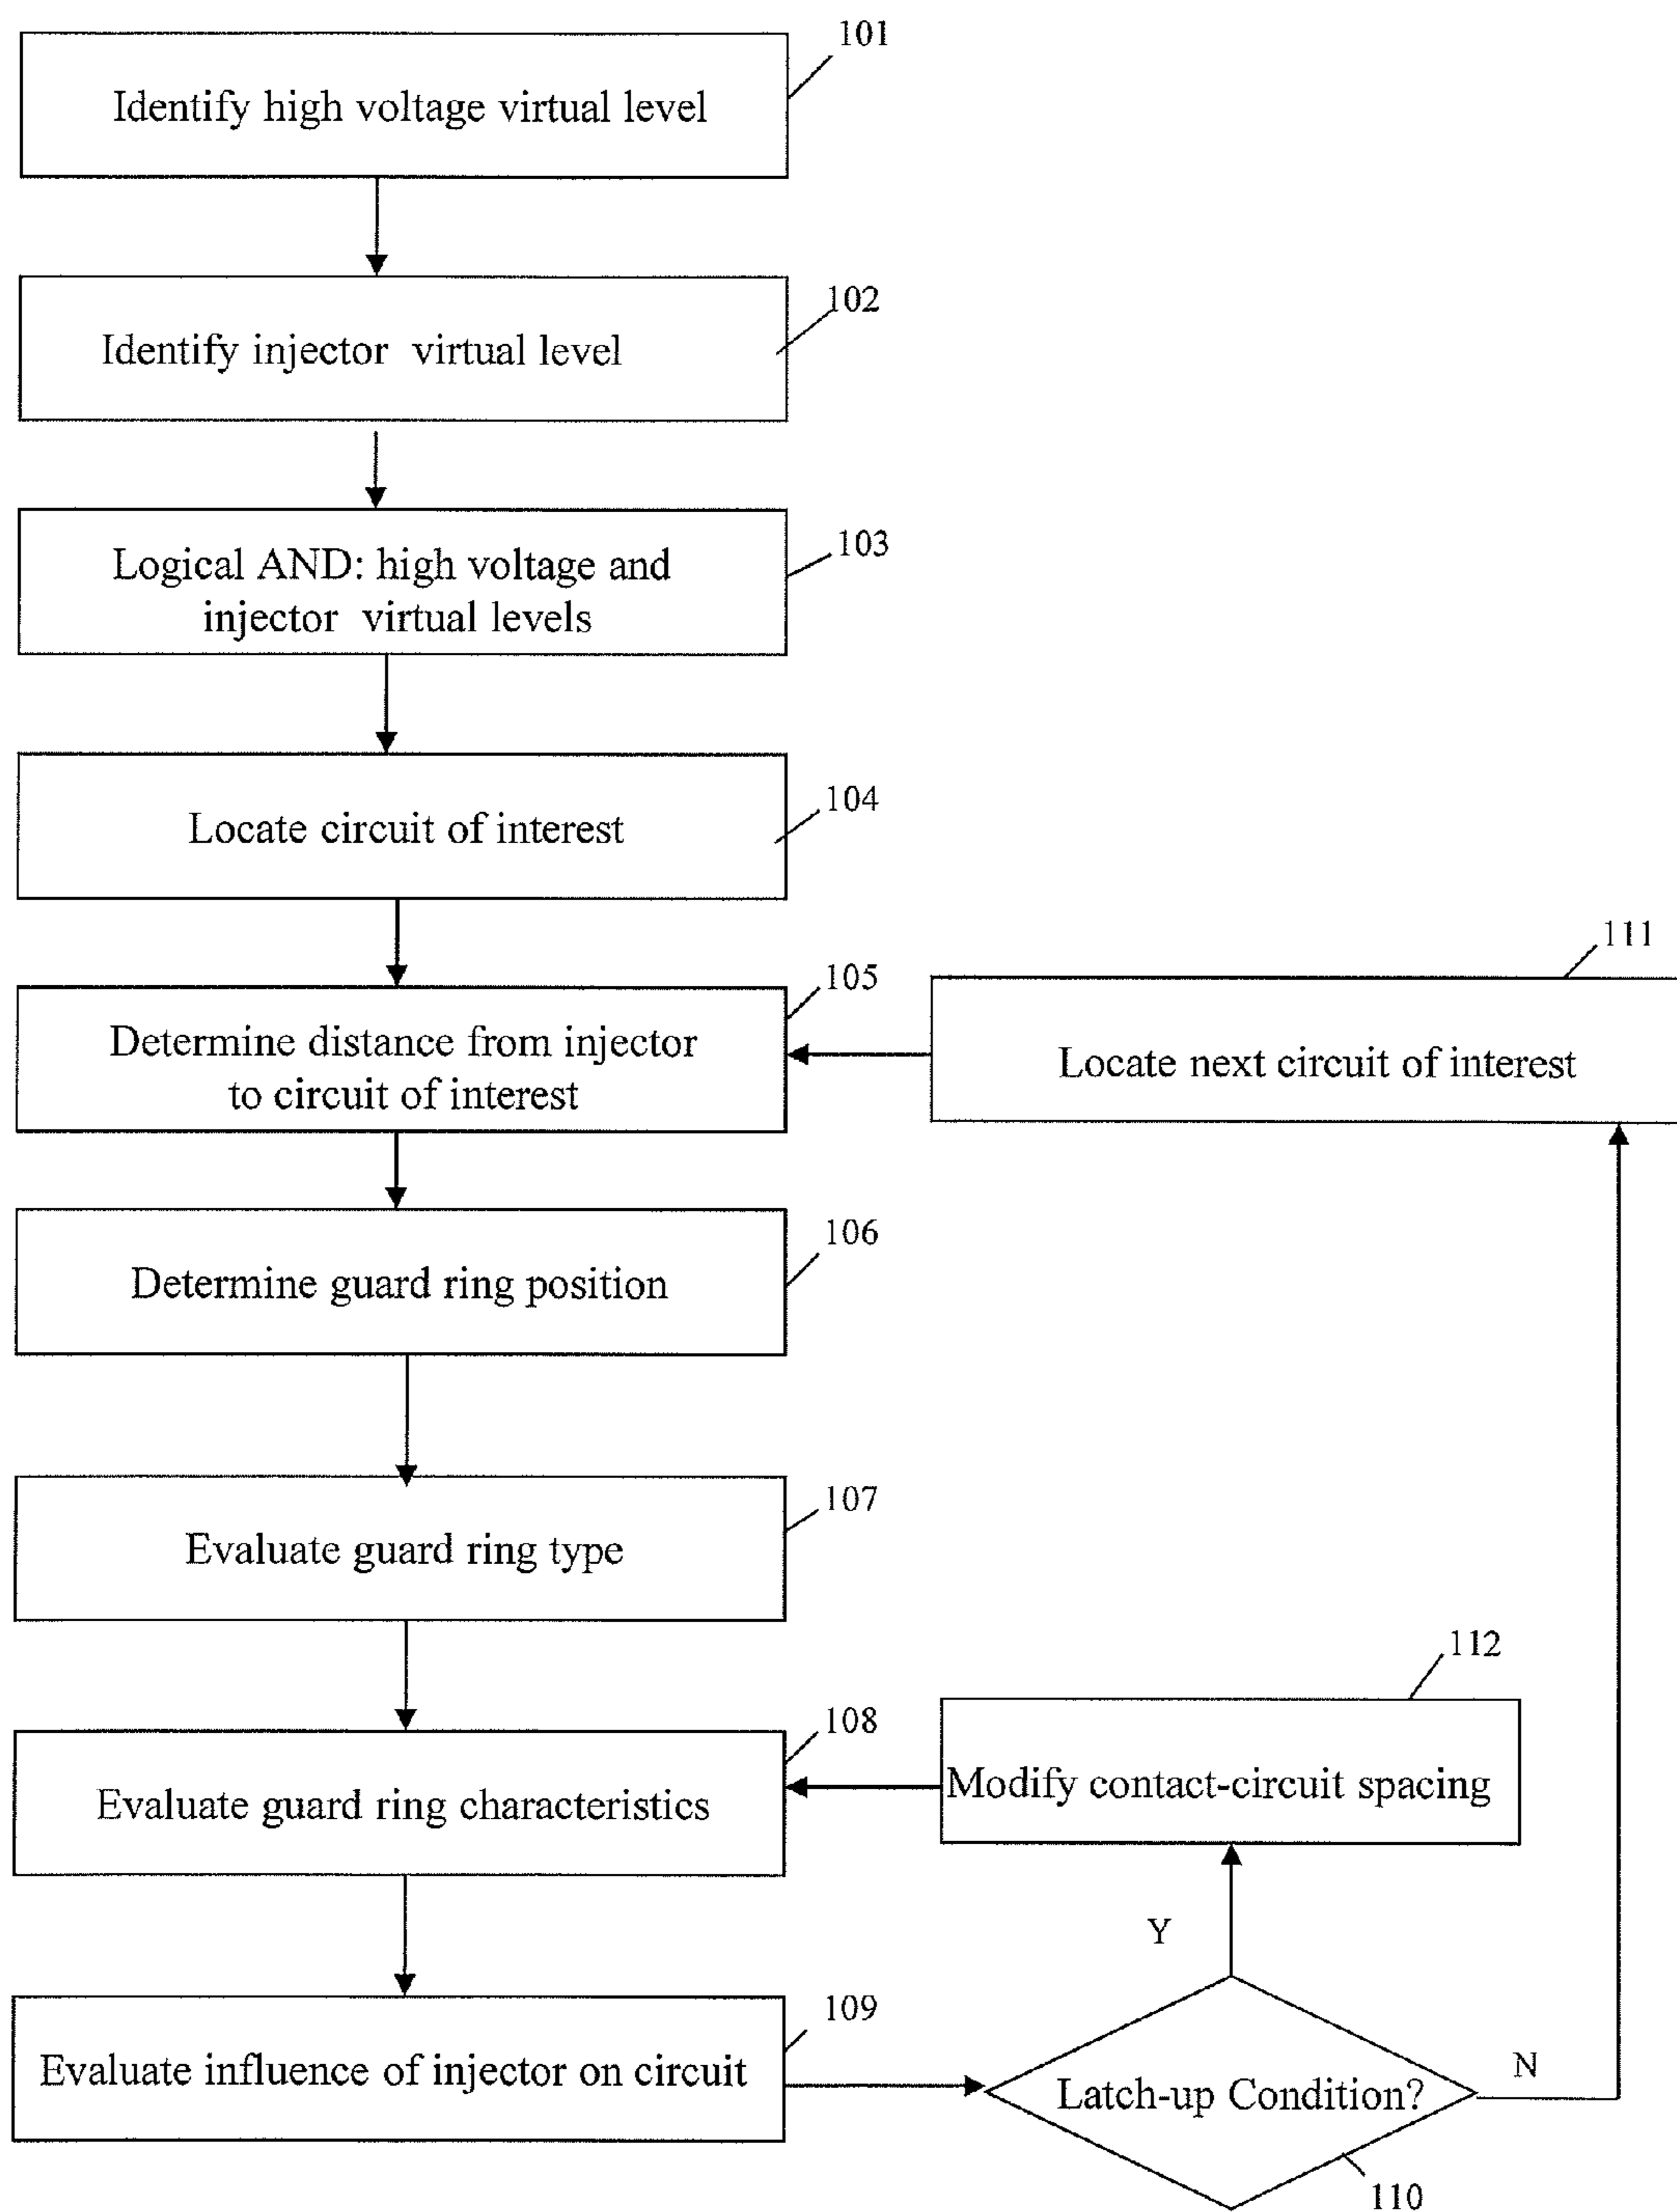 101
Identify high voltage virtual level
102
Identify injector virtual level
103
Logical AND: high voltage and
injector virtual levels
104
Locate circuit of interest
105
Determine distance from injector
to circuit of interest
111
Locate next circuit of interest
106
Determine guard ring position
107
Evaluate guard ring type
108
Evaluate guard ring characteristics
112
Modify contact-circuit spacing
109
Evaluate influence of injector on circuit
Y
Latch-up Condition?
N
110